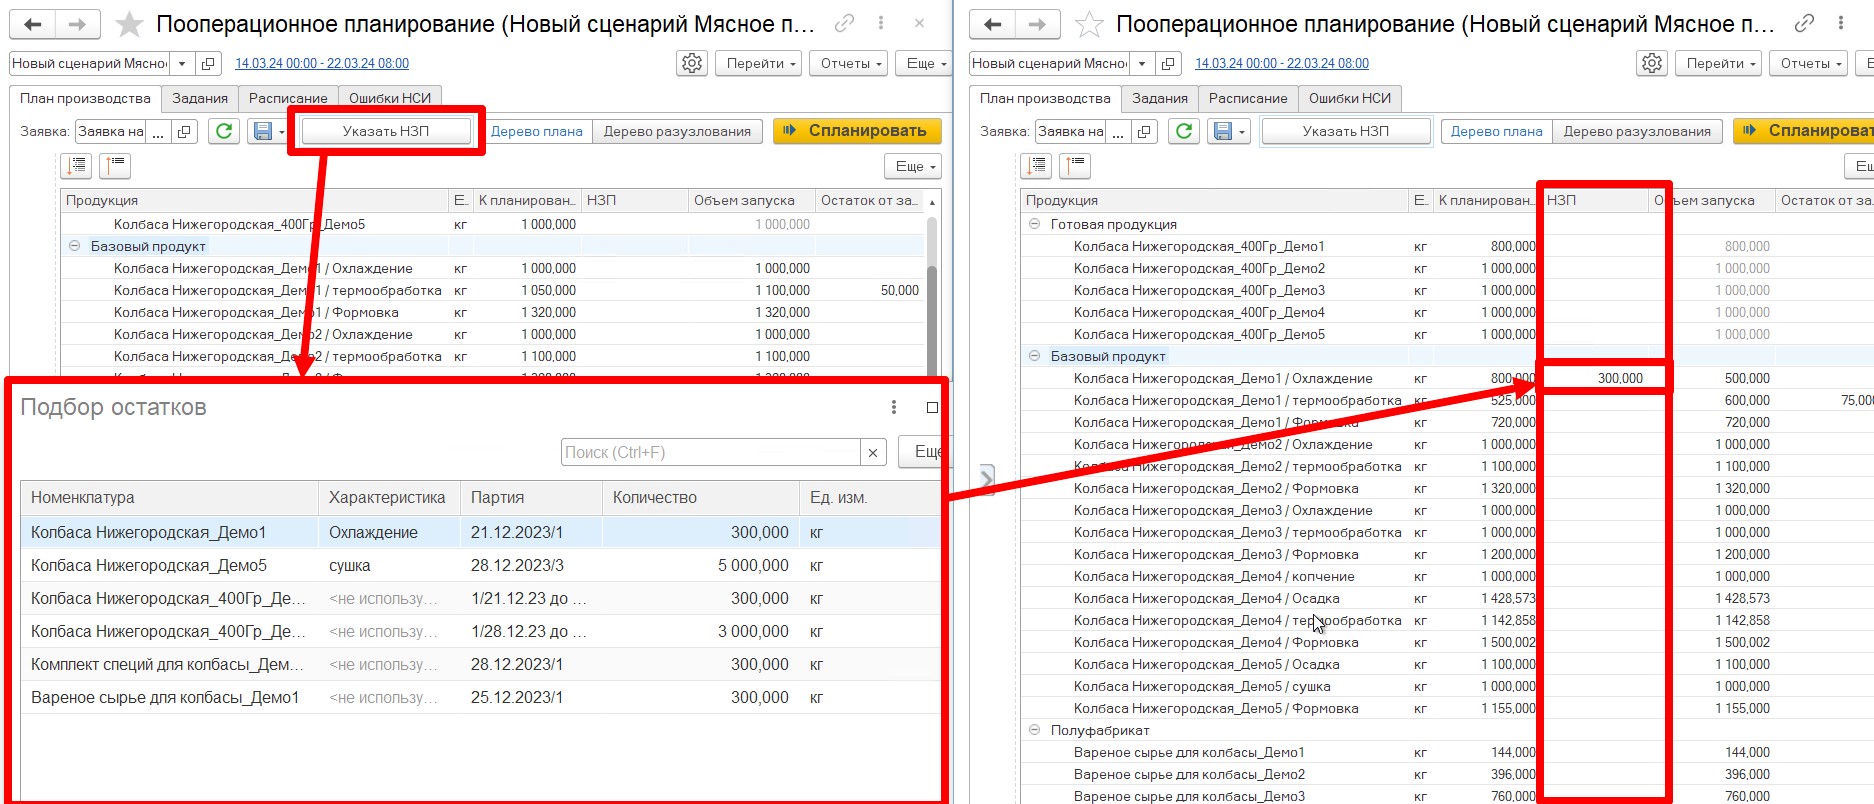 Пооперационное планирование (Новый сценарий Мясное п...
Новый сценарий Мясно
14.03.24 00:00 - 22.03.24 08:00
Перейти
Отчеты
Еще
План производства
Задания
Расписание
Ошибки НСИ
Заявка:
Заявка на
...
Указать НЗП
Дерево плана
Дерево разузлования
Спланировать
Еще
Продукция Е.. К планирован... НЗП Объем запуска Остаток от за...
Колбаса Нижегородская_400Гр_Демо5 кг 1 000,000 1 000,000
Базовый продукт
Колбаса Нижегородская_Демо1 / Охлаждение кг 1 000,000 1 000,000
Колбаса Нижегородская_Демо1 / термообработка кг 1 050,000 1 100,000 50,000
Колбаса Нижегородская_Демо1 / Формовка кг 1 320,000 1 320,000
Колбаса Нижегородская_Демо2 / Охлаждение кг 1 000,000 1 000,000
Колбаса Нижегородская_Демо2 / термообработка кг 1 100,000 1 100,000
Подбор остатков
Поиск (Ctrl+F)
Еще
Номенклатура Характеристика Партия Количество Ед. изм.
Колбаса Нижегородская_Демо1 Охлаждение 21.12.2023/1 300,000 кг
Колбаса Нижегородская_Демо5 сушка 28.12.2023/3 5 000,000 кг
Колбаса Нижегородская_400Гр_Де... <не использу... 1/21.12.23 до ... 300,000 кг
Колбаса Нижегородская_400Гр_Де... <не использу... 1/28.12.23 до ... 3 000,000 кг
Комплект специй для колбасы_Дем... <не использу... 28.12.2023/1 300,000 кг
Вареное сырье для колбасы_Демо1 <не использу... 25.12.2023/1 300,000 кг
Пооперационное планирование (Новый сценарий Мясное п...
Новый сценарий Мясно
14.03.24 00:00 - 22.03.24 08:00
Перейти
Отчеты
Е
План производства
Задания
Расписание
Ошибки НСИ
Заявка:
Заявка на
...
Указать НЗП
Дерево плана
Дерево разузлования
Спланироват
Ещ
Продукция Е.. К планирован... НЗП Объем запуска Остаток от за
Готовая продукция
Колбаса Нижегородская_400Гр_Демо1 кг 800,000 800,000
Колбаса Нижегородская_400Гр_Демо2 кг 1 000,000 1 000,000
Колбаса Нижегородская_400Гр_Демо3 кг 1 000,000 1 000,000
Колбаса Нижегородская_400Гр_Демо4 кг 1 000,000 1 000,000
Колбаса Нижегородская_400Гр_Демо5 кг 1 000,000 1 000,000
Базовый продукт
Колбаса Нижегородская_Демо1 / Охлаждение кг 800,000 300,000 500,000
Колбаса Нижегородская_Демо1 / термообработка кг 525,000 600,000 75,000
Колбаса Нижегородская_Демо1 / Формовка кг 720,000 720,000
Колбаса Нижегородская_Демо2 / Охлаждение кг 1 000,000 1 000,000
Колбаса Нижегородская_Демо2 / термообработка кг 1 100,000 1 100,000
Колбаса Нижегородская_Демо2 / Формовка кг 1 320,000 1 320,000
Колбаса Нижегородская_Демо3 / Охлаждение кг 1 000,000 1 000,000
Колбаса Нижегородская_Демо3 / термообработка кг 1 000,000 1 000,000
Колбаса Нижегородская_Демо3 / Формовка кг 1 200,000 1 200,000
Колбаса Нижегородская_Демо4 / копчение кг 1 000,000 1 000,000
Колбаса Нижегородская_Демо4 / Осадка кг 1 428,573 1 428,573
Колбаса Нижегородская_Демо4 / термообработка кг 1 142,858 1 142,858
Колбаса Нижегородская_Демо4 / Формовка кг 1 500,002 1 500,002
Колбаса Нижегородская_Демо5 / Осадка кг 1 100,000 1 100,000
Колбаса Нижегородская_Демо5 / сушка кг 1 000,000 1 000,000
Колбаса Нижегородская_Демо5 / Формовка кг 1 155,000 1 155,000
Полуфабрикат
Вареное сырье для колбасы_Демо1 кг 144,000 144,000
Вареное сырье для колбасы_Демо2 кг 396,000 396,000
Вареное сырье для колбасы_Демо3 кг 760,000 760,000